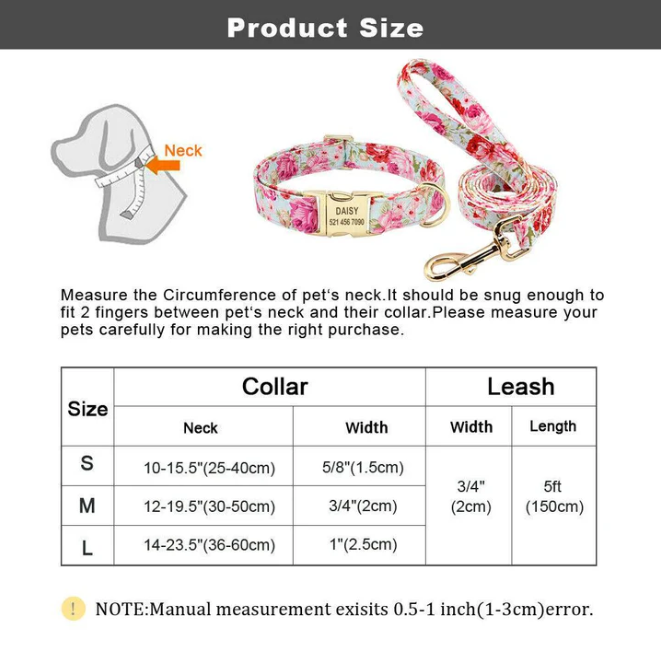 Product Size
Neck
DAISY
521 456 7090
Measure the Circumference of pet's neck.It should be snug enough to
fit 2 fingers between pet's neck and their collar.Please measure your
pets carefully for making the right purchase.
Size Collar Leash
Neck Width Width Length
S 10-15.5"(25-40cm) 5/8"(1.5cm) 3/4"(2cm) 5ft(150cm)
M 12-19.5"(30-50cm) 3/4"(2cm)
L 14-23.5"(36-60cm) 1"(2.5cm)
! NOTE:Manual measurement exisits 0.5-1 inch(1-3cm)error.